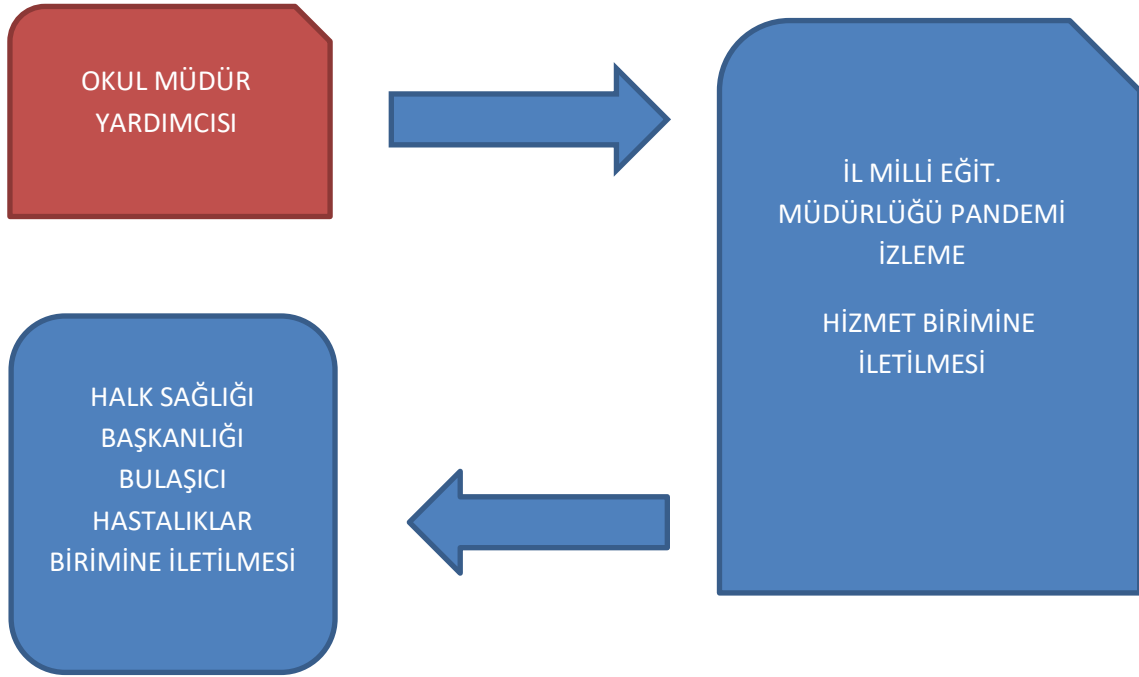 OKUL MÜDÜR
YARDIMCISI
İL MİLLİ EĞİT.
MÜDÜRLÜĞÜ PANDEMİ
İZLEME
HİZMET BİRİMİNE
İLETİLMESİ
HALK SAĞLIĞI
BAŞKANLIĞI
BULAŞICI
HASTALIKLAR
BİRİMİNE İLETİLMESİ